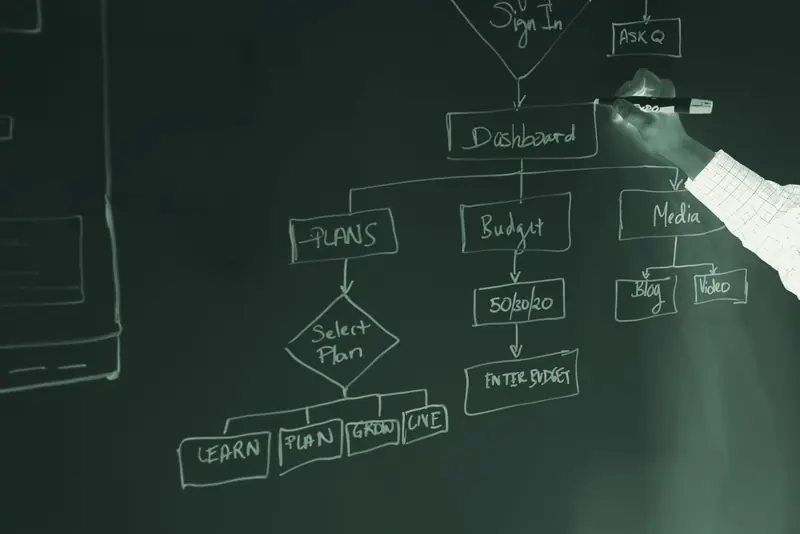 Sign In
ASK Q
Dashboard
PLANS
Budget
Media
Select
Plan
50/30/20
Blog
Video
ENTER BUDGET
LEARN
PLAN
GROW
LIVE